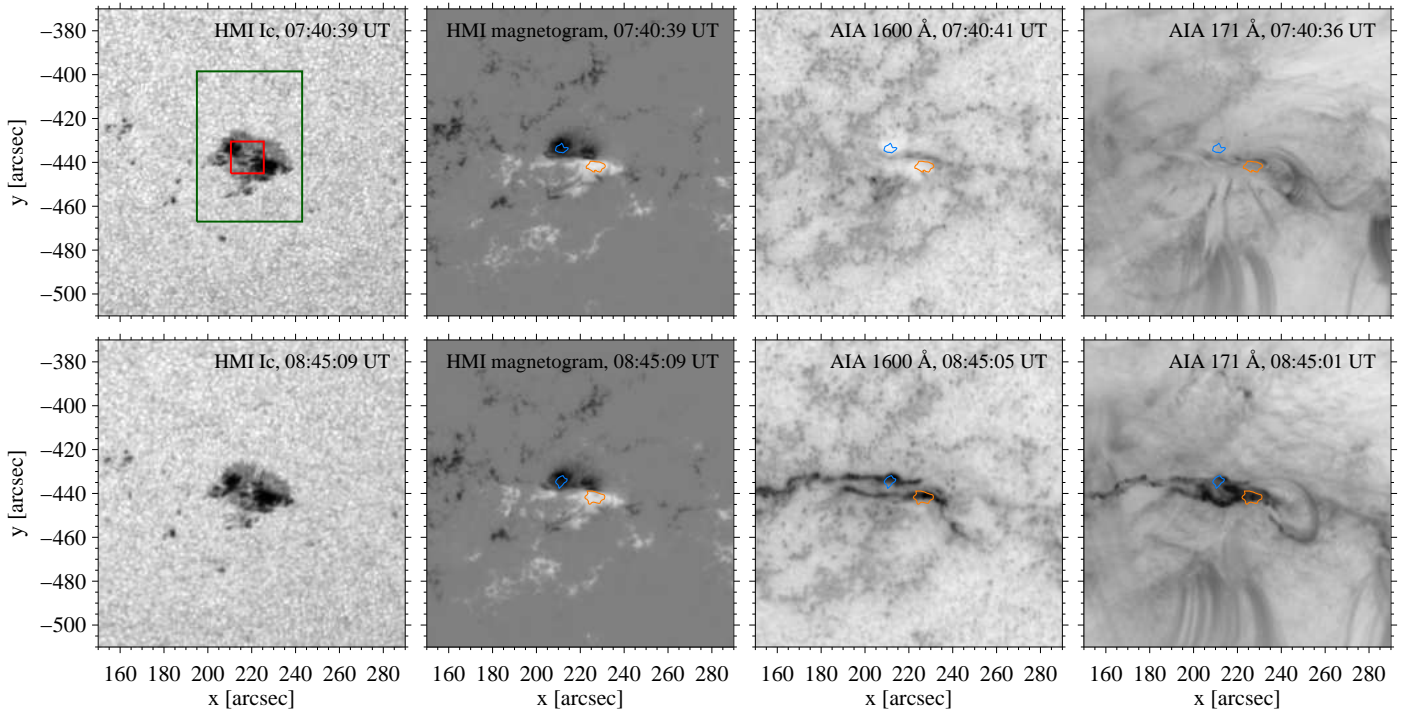 HMI Ic, 07:40:39 UT
HMI magnetogram, 07:40:39 UT
AIA 1600 Å, 07:40:41 UT
AIA 171 Å, 07:40:36 UT
−380
−400
−420
−440
−460
−480
−500
y [arcsec]
HMI Ic, 08:45:09 UT
HMI magnetogram, 08:45:09 UT
AIA 1600 Å, 08:45:05 UT
AIA 171 Å, 08:45:01 UT
−380
−400
−420
−440
−460
−480
−500
y [arcsec]
160 180 200 220 240 260 280
160 180 200 220 240 260 280
160 180 200 220 240 260 280
160 180 200 220 240 260 280
x [arcsec]
x [arcsec]
x [arcsec]
x [arcsec]